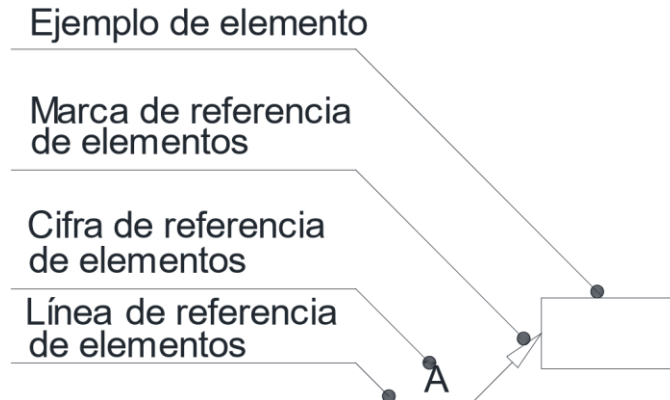 Ejemplo de elemento
Marca de referencia
de elementos
Cifra de referencia
de elementos
Línea de referencia
de elementos
A